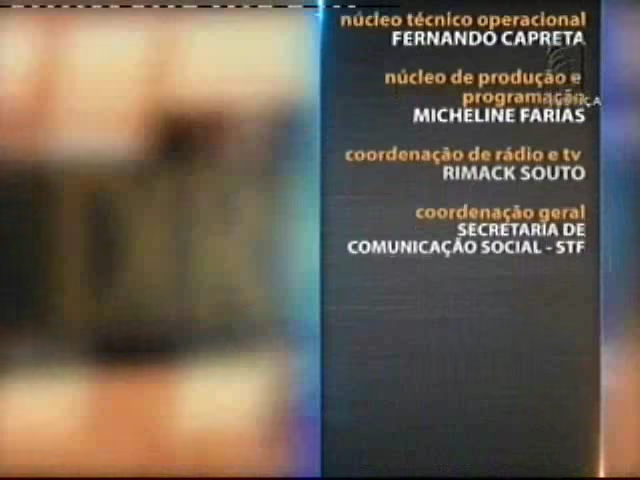 núcleo técnico operacional
FERNANDO CAPRETA
núcleo de produção e
programação
MICHELINE FARIAS
coordenação de rádio e tv
RIMACK SOUTO
coordenação geral
SECRETARIA DE
COMUNICAÇÃO SOCIAL - STF